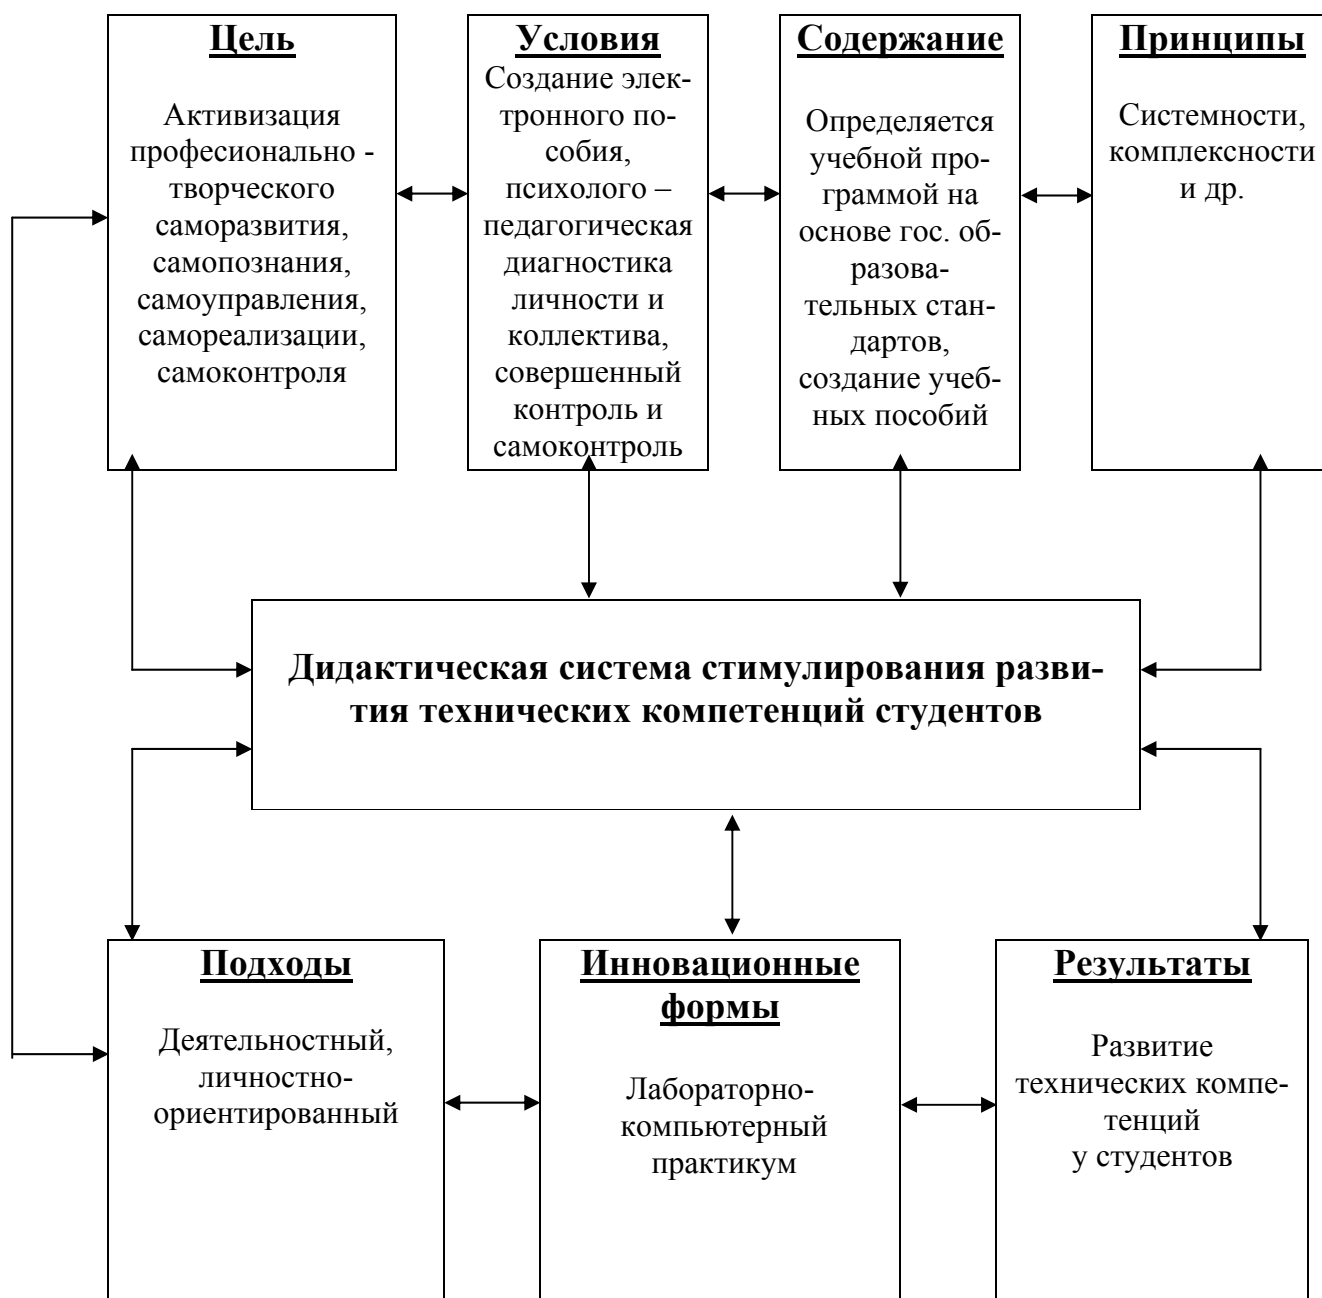 Цель
Активизация
професионально -
творческого
саморазвития,
самопознания,
самоуправления,
самореализации,
самоконтроля
Условия
Создание элек-
тронного по-
собия,
психолого –
педагогическая
диагностика
личности и
коллектива,
совершенный
контроль и
самоконтроль
Содержание
Определяется
учебной про-
граммой на
основе гос. об-
разова-
тельных стан-
дартов,
создание учеб-
ных пособий
Принципы
Системности,
комплексности
и др.
Дидактическая система стимулирования разви-
тия технических компетенций студентов
Подходы
Деятельностный,
личностно-
ориентированный
Инновационные
формы
Лабораторно-
компьютерный
практикум
Результаты
Развитие
технических компе-
тенций
у студентов